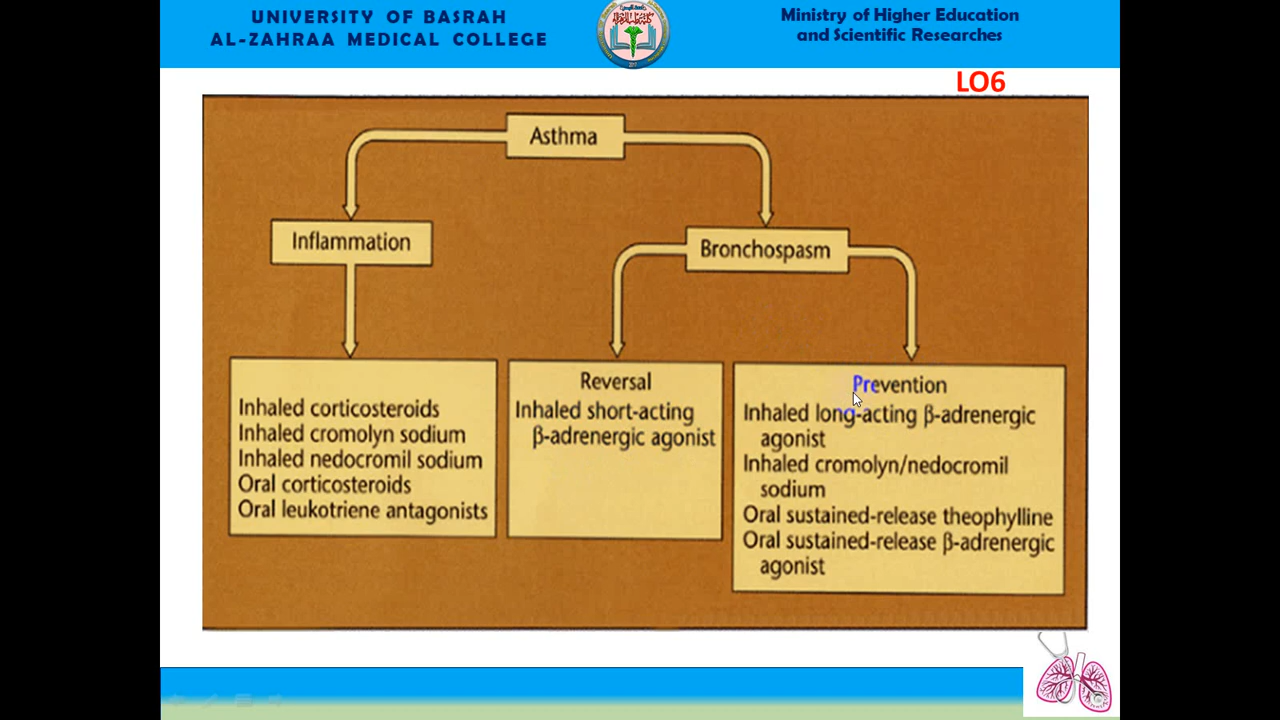 UNIVERSITY OF BASRAH
AL-ZAHRAA MEDICAL COLLEGE
Ministry of Higher Education
and Scientific Researches
LO6
Asthma
Inflammation
Bronchospasm
Inhaled corticosteroids
Inhaled cromolyn sodium
Inhaled nedocromil sodium
Oral corticosteroids
Oral leukotriene antagonists
Reversal
Inhaled short-acting
β-adrenergic agonist
Prevention
Inhaled long-acting β-adrenergic
agonist
Inhaled cromolyn/nedocromil
sodium
Oral sustained-release theophylline
Oral sustained-release β-adrenergic
agonist